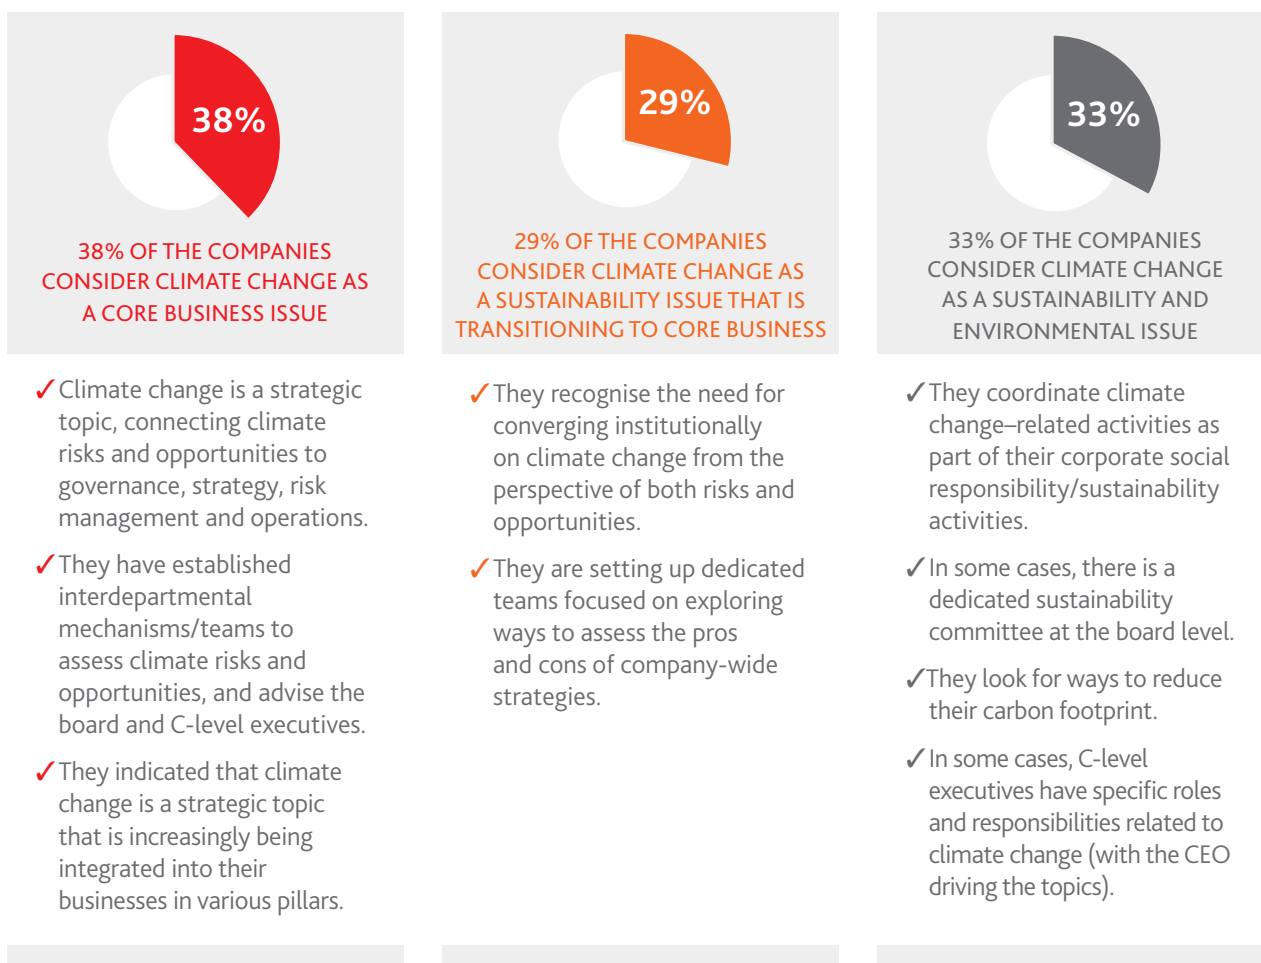 38%
38% OF THE COMPANIES
CONSIDER CLIMATE CHANGE AS
A CORE BUSINESS ISSUE
✓Climate change is a strategic
topic, connecting climate
risks and opportunities to
governance, strategy, risk
management and operations.
✓They have established
interdepartmental
mechanisms/teams to
assess climate risks and
opportunities, and advise the
board and C-level executives.
✓They indicated that climate
change is a strategic topic
that is increasingly being
integrated into their
businesses in various pillars.
29%
29% OF THE COMPANIES
CONSIDER CLIMATE CHANGE AS
A SUSTAINABILITY ISSUE THAT IS
TRANSITIONING TO CORE BUSINESS
✓They recognise the need for
converging institutionally
on climate change from the
perspective of both risks and
opportunities.
✓They are setting up dedicated
teams focused on exploring
ways to assess the pros
and cons of company-wide
strategies.
33%
33% OF THE COMPANIES
CONSIDER CLIMATE CHANGE
AS A SUSTAINABILITY AND
ENVIRONMENTAL ISSUE
✓They coordinate climate
change–related activities as
part of their corporate social
responsibility/sustainability
activities.
✓In some cases, there is a
dedicated sustainability
committee at the board level.
✓They look for ways to reduce
their carbon footprint.
✓In some cases, C-level
executives have specific roles
and responsibilities related to
climate change (with the CEO
driving the topics).